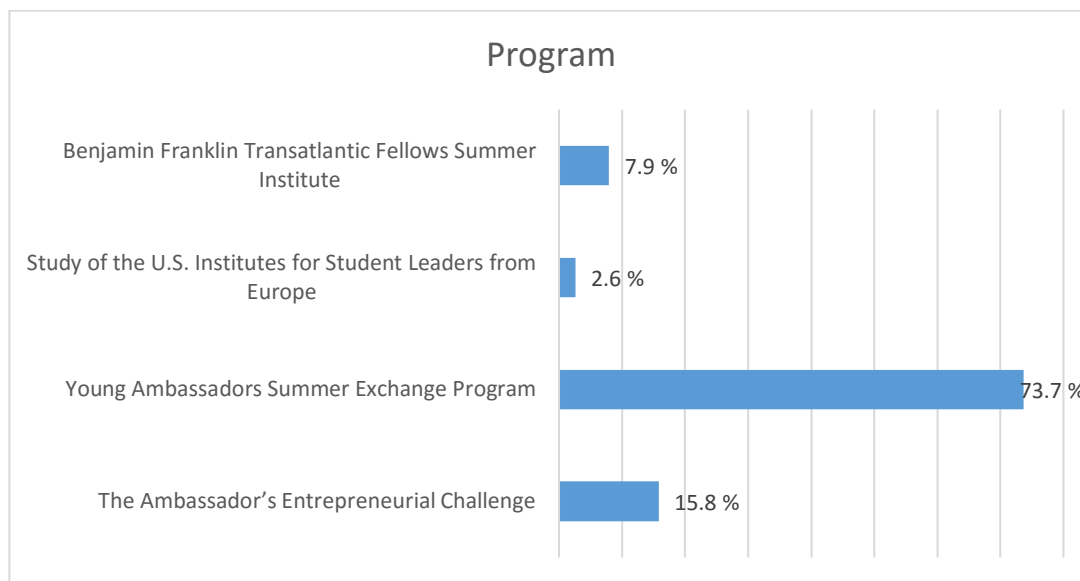 Program
Benjamin Franklin Transatlantic Fellows Summer
Institute
7.9 %
Study of the U.S. Institutes for Student Leaders from
Europe
2.6 %
Young Ambassadors Summer Exchange Program
73.7 %
The Ambassador’s Entrepreneurial Challenge
15.8 %